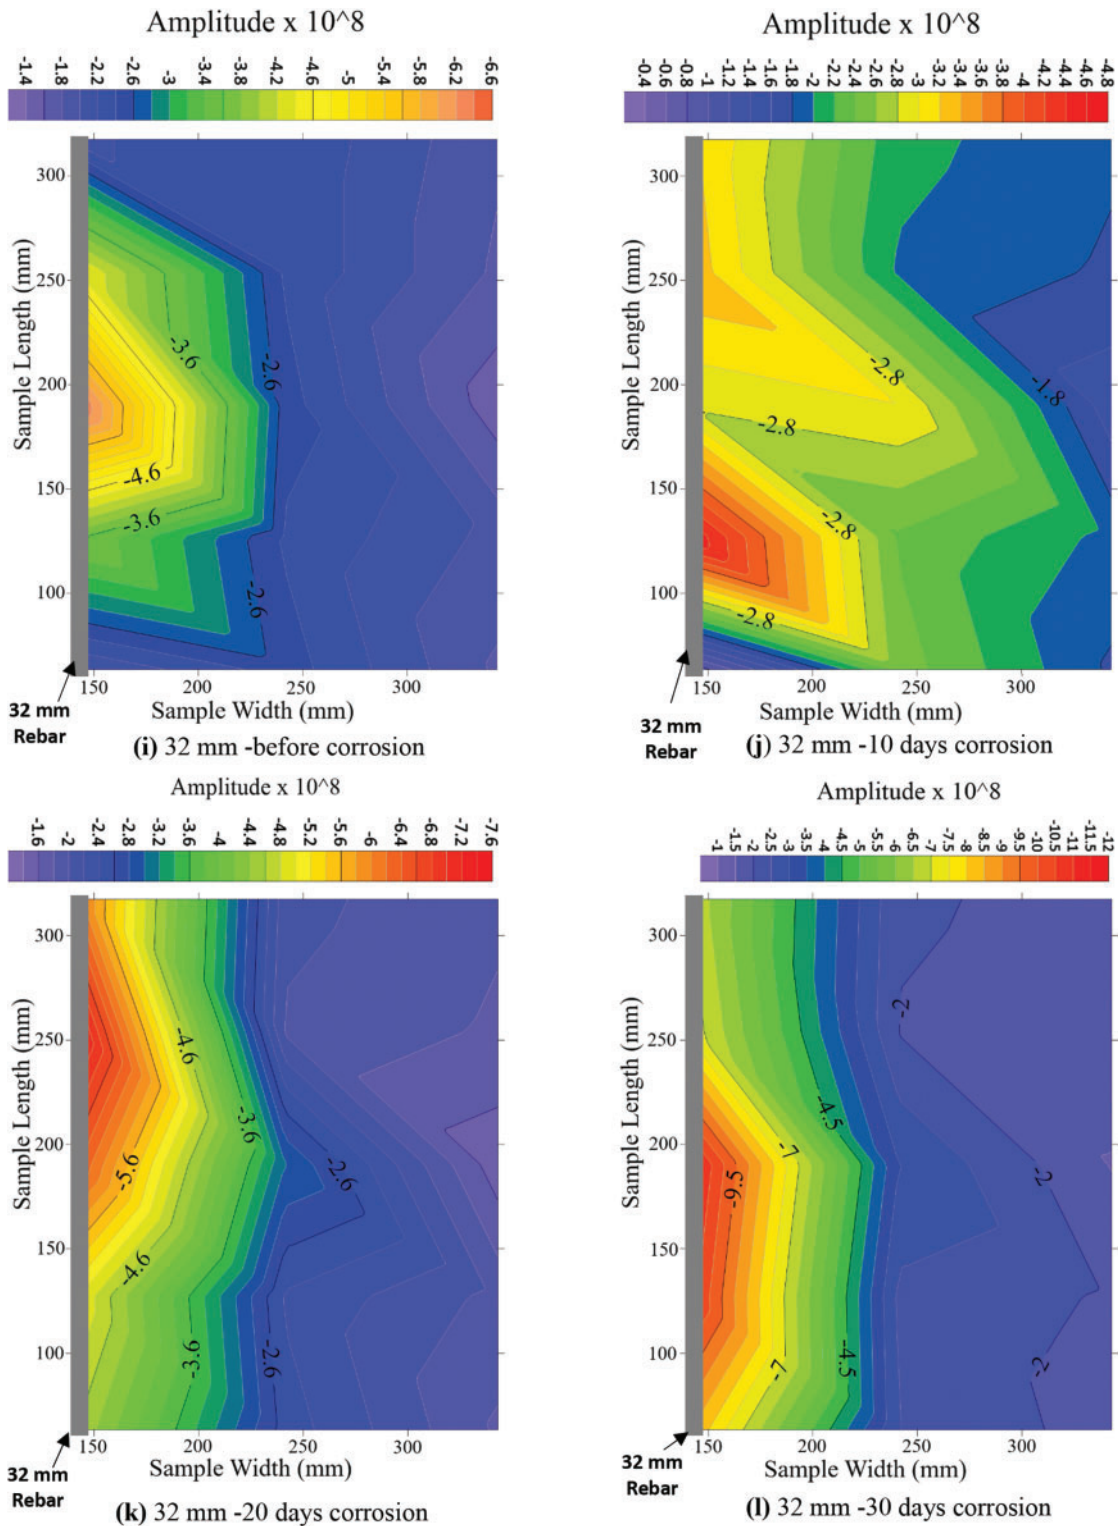 Amplitude x 10^8
-1.4 -1.8 -2.2 -2.6 -3 -3.4 -3.8 -4.2 -4.6 -5 -5.4 -5.8 -6.2 -6.6
300
250
200
150
100
Sample Length (mm)
-3.6
-2.6
-4.6
-3.6
-2.6
150 200 250 300
Sample Width (mm)
32 mm
Rebar
(i) 32 mm -before corrosion
Amplitude x 10^8
-0.4 -0.6 -0.8 -1 -1.2 -1.4 -1.6 -1.8 -2 -2.2 -2.4 -2.6 -2.8 -3 -3.2 -3.4 -3.6 -3.8 -4 -4.2 -4.4 -4.6 -4.8
300
250
200
150
100
Sample Length (mm)
-2.8
-1.8
-2.8
-2.8
-2.8
150 200 250 300
Sample Width (mm)
32 mm
Rebar
(j) 32 mm -10 days corrosion
Amplitude x 10^8
-1.6 -2 -2.4 -2.8 -3.2 -3.6 -4 -4.4 -4.8 -5.2 -5.6 -6 -6.4 -6.8 -7.2 -7.6
300
250
200
150
100
Sample Length (mm)
-4.6
-3.6
-5.6
-2.6
-4.6
-3.6
-2.6
150 200 250 300
Sample Width (mm)
32 mm
Rebar
(k) 32 mm -20 days corrosion
Amplitude x 10^8
-1 -1.5 -2 -2.5 -3 -3.5 -4 -4.5 -5 -5.5 -6 -6.5 -7 -7.5 -8 -8.5 -9 -9.5 -10 -10.5 -11 -11.5 -12
300
250
200
150
100
Sample Length (mm)
-2
-4.5
-7
-9.5
-2
-7
-4.5
-2
150 200 250 300
Sample Width (mm)
32 mm
Rebar
(l) 32 mm -30 days corrosion